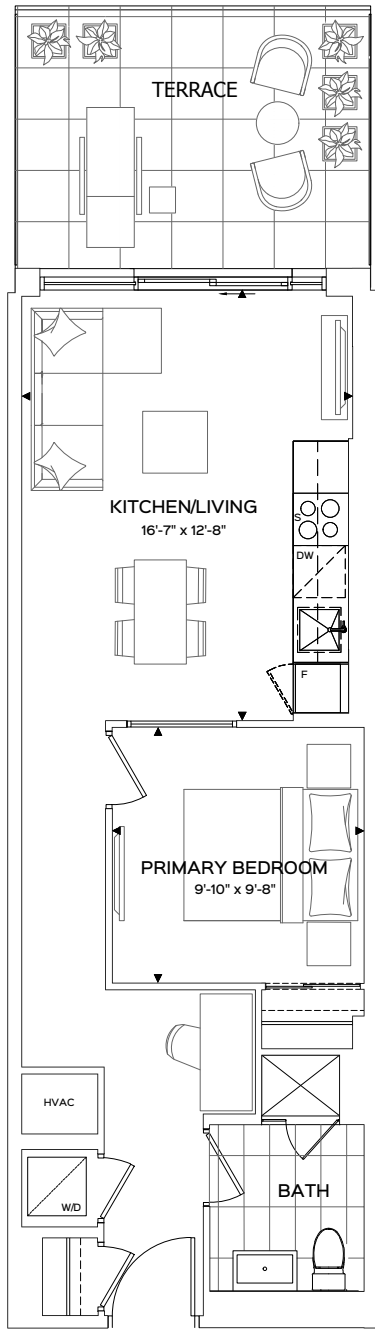 TERRACE
KITCHEN/LIVING
16'-7" x 12'-8"
S
DW
F
PRIMARY BEDROOM
9'-10" x 9'-8"
HVAC
W/D
BATH